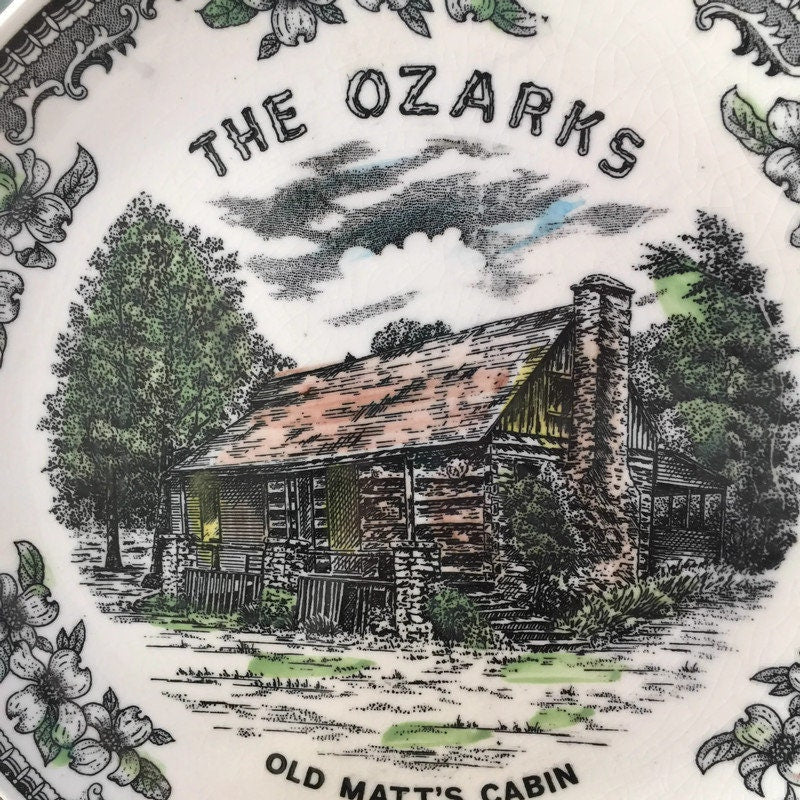 THE OZARKS
OLD MATT'S CABIN